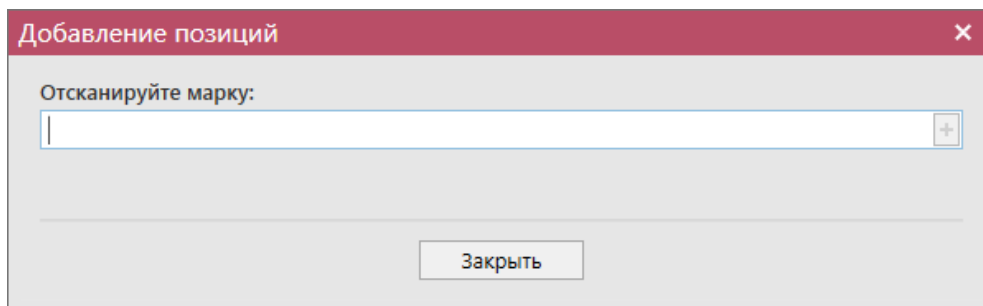 Добавление позиций
Отсканируйте марку:
Закрыть